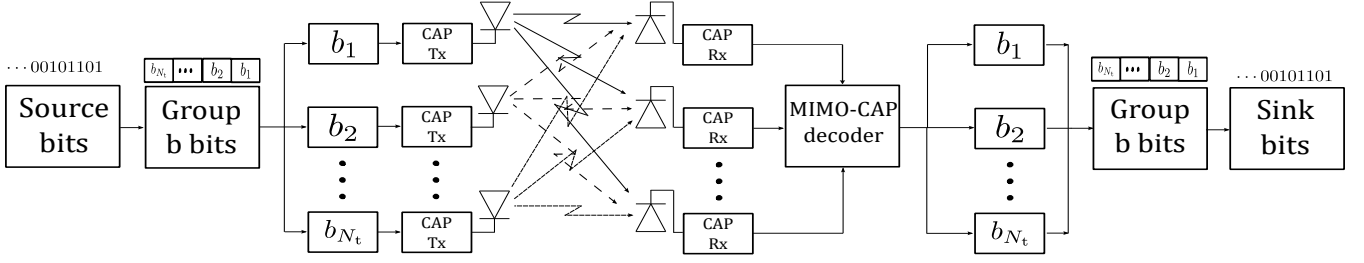 ⋯00101101
Source
bits
b_{N_t} ⋯ b_2 b_1
Group
b bits
b_1
b_2
b_{N_t}
CAP
Tx
CAP
Tx
CAP
Tx
CAP
Rx
CAP
Rx
CAP
Rx
MIMO-CAP
decoder
b_1
b_2
b_{N_t}
b_{N_t} ⋯ b_2 b_1
Group
b bits
⋯00101101
Sink
bits